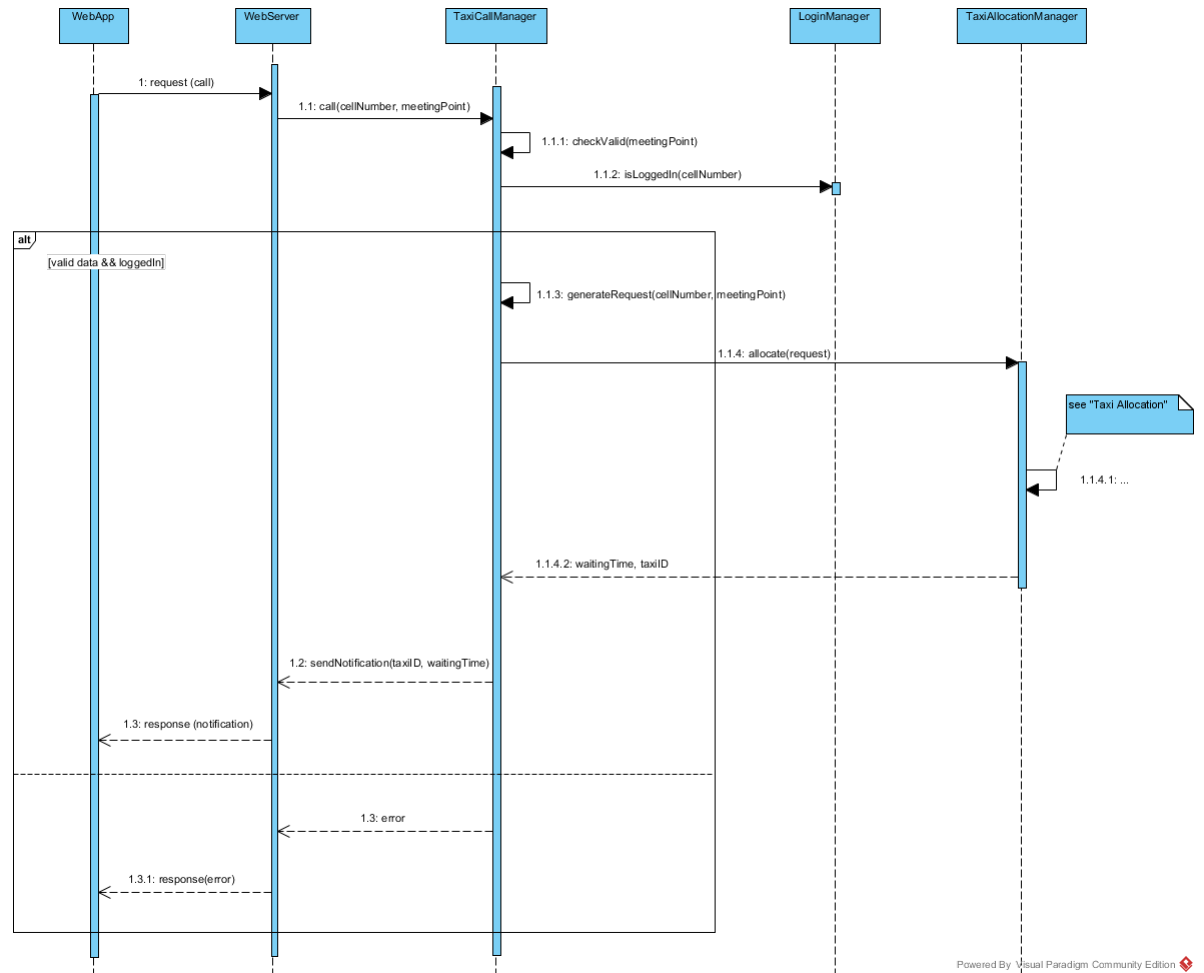 WebApp
WebServer
TaxiCallManager
LoginManager
TaxiAllocationManager
1: request (call)
1.1: call(cellNumber, meetingPoint)
1.1.1: checkValid(meetingPoint)
1.1.2: isLoggedIn(cellNumber)
alt
[valid data && loggedIn]
1.1.3: generateRequest(cellNumber, meetingPoint)
1.1.4: allocate(request)
see "Taxi Allocation"
1.1.4.1: ...
1.1.4.2: waitingTime, taxiID
1.2: sendNotification(taxiID, waitingTime)
1.3: response (notification)
1.3: error
1.3.1: response(error)
Powered By Visual Paradigm Community Edition